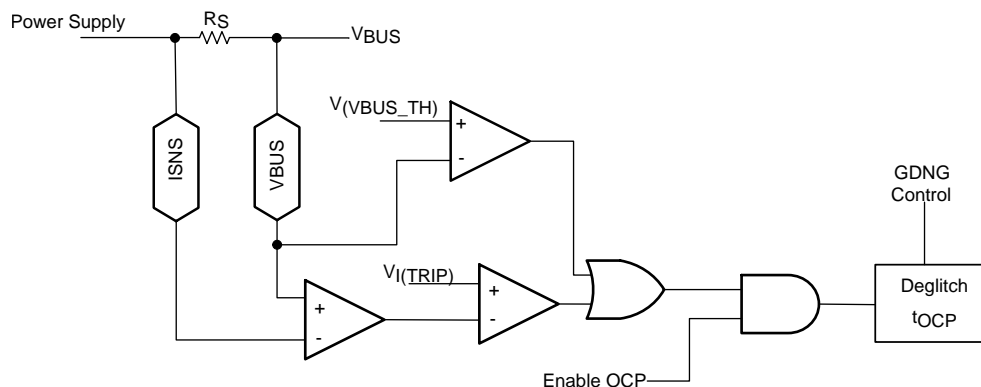 Power Supply
RS
VBUS
V(VBUS_TH)
+
-
ISNS
VBUS
GDNG
Control
VI(TRIP)
+
-
+
-
Deglitch
tOCP
Enable OCP